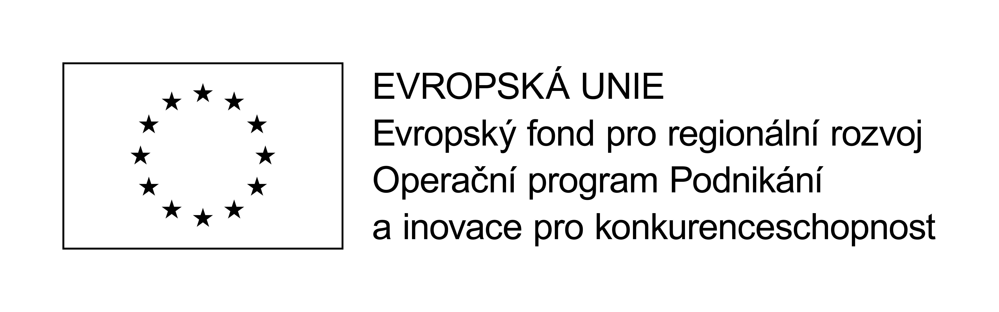 EVROPSKÁ UNIE
Evropský fond pro regionální rozvoj
Operační program Podnikání
a inovace pro konkurenceschopnost